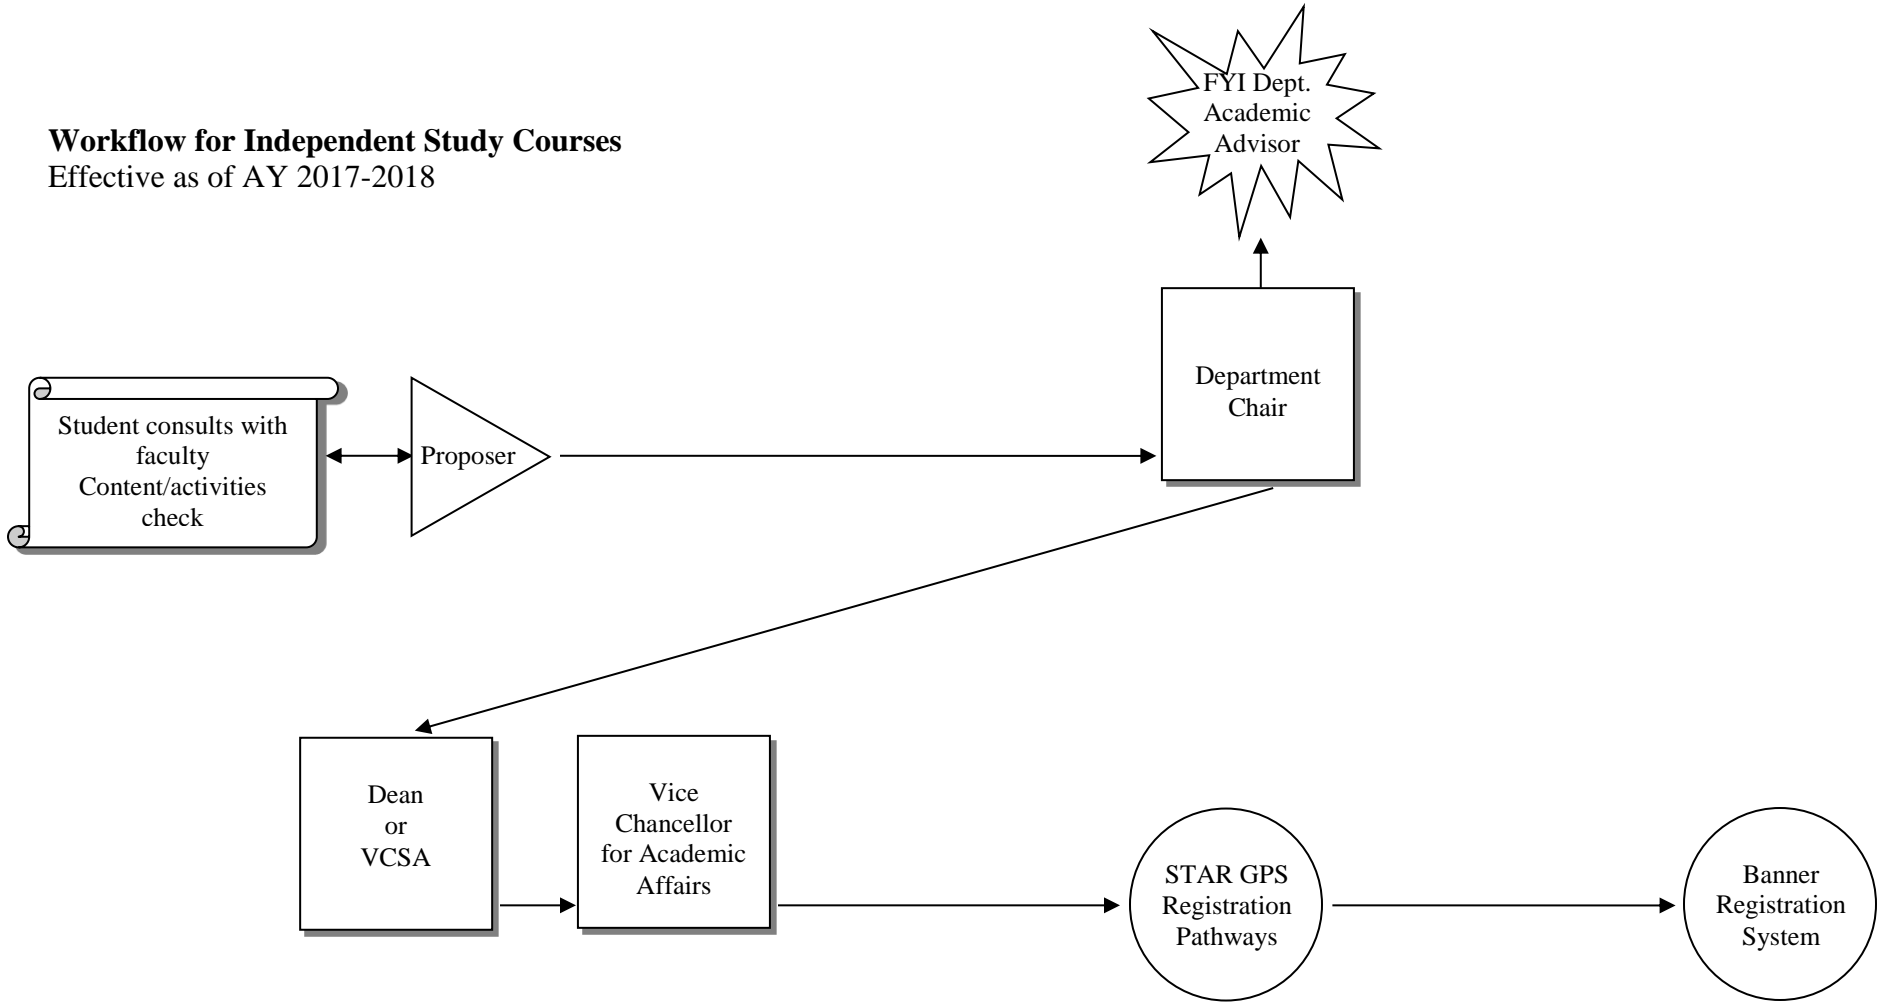 FYI Dept.
Academic
Advisor
Workflow for Independent Study Courses
Effective as of AY 2017-2018
Department
Chair
Student consults with
faculty
Content/activities
check
Proposer
Dean
or
VCSA
Vice
Chancellor
for Academic
Affairs
STAR GPS
Registration
Pathways
Banner
Registration
System